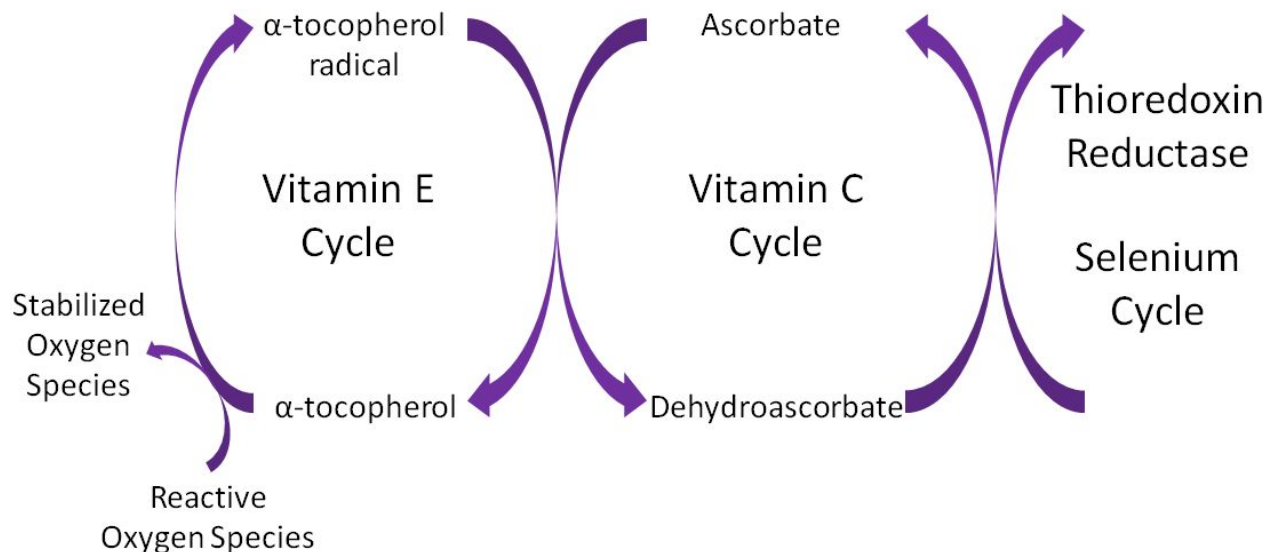 α-tocopherol
radical
Ascorbate
Thioredoxin
Reductase
Vitamin E
Cycle
Vitamin C
Cycle
Selenium
Cycle
Stabilized
Oxygen
Species
α-tocopherol
Dehydroascorbate
Reactive
Oxygen Species